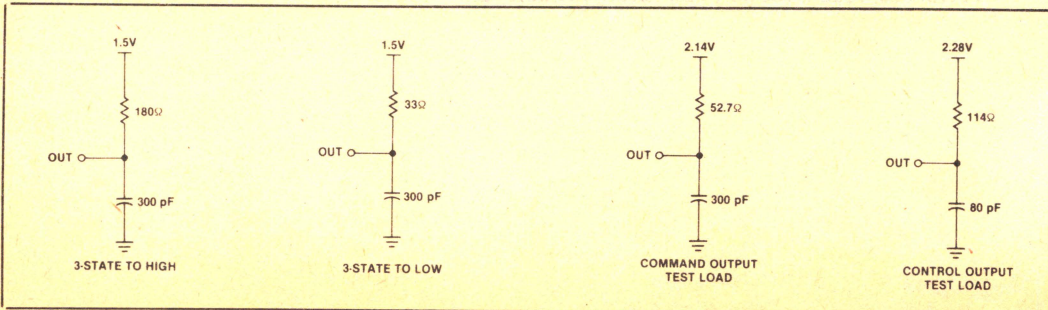 1.5V
180Ω
OUT
300 pF
3-STATE TO HIGH
1.5V
33Ω
OUT
300 pF
3-STATE TO LOW
2.14V
52.7Ω
OUT
300 pF
COMMAND OUTPUT
TEST LOAD
2.28V
114Ω
OUT
80 pF
CONTROL OUTPUT
TEST LOAD